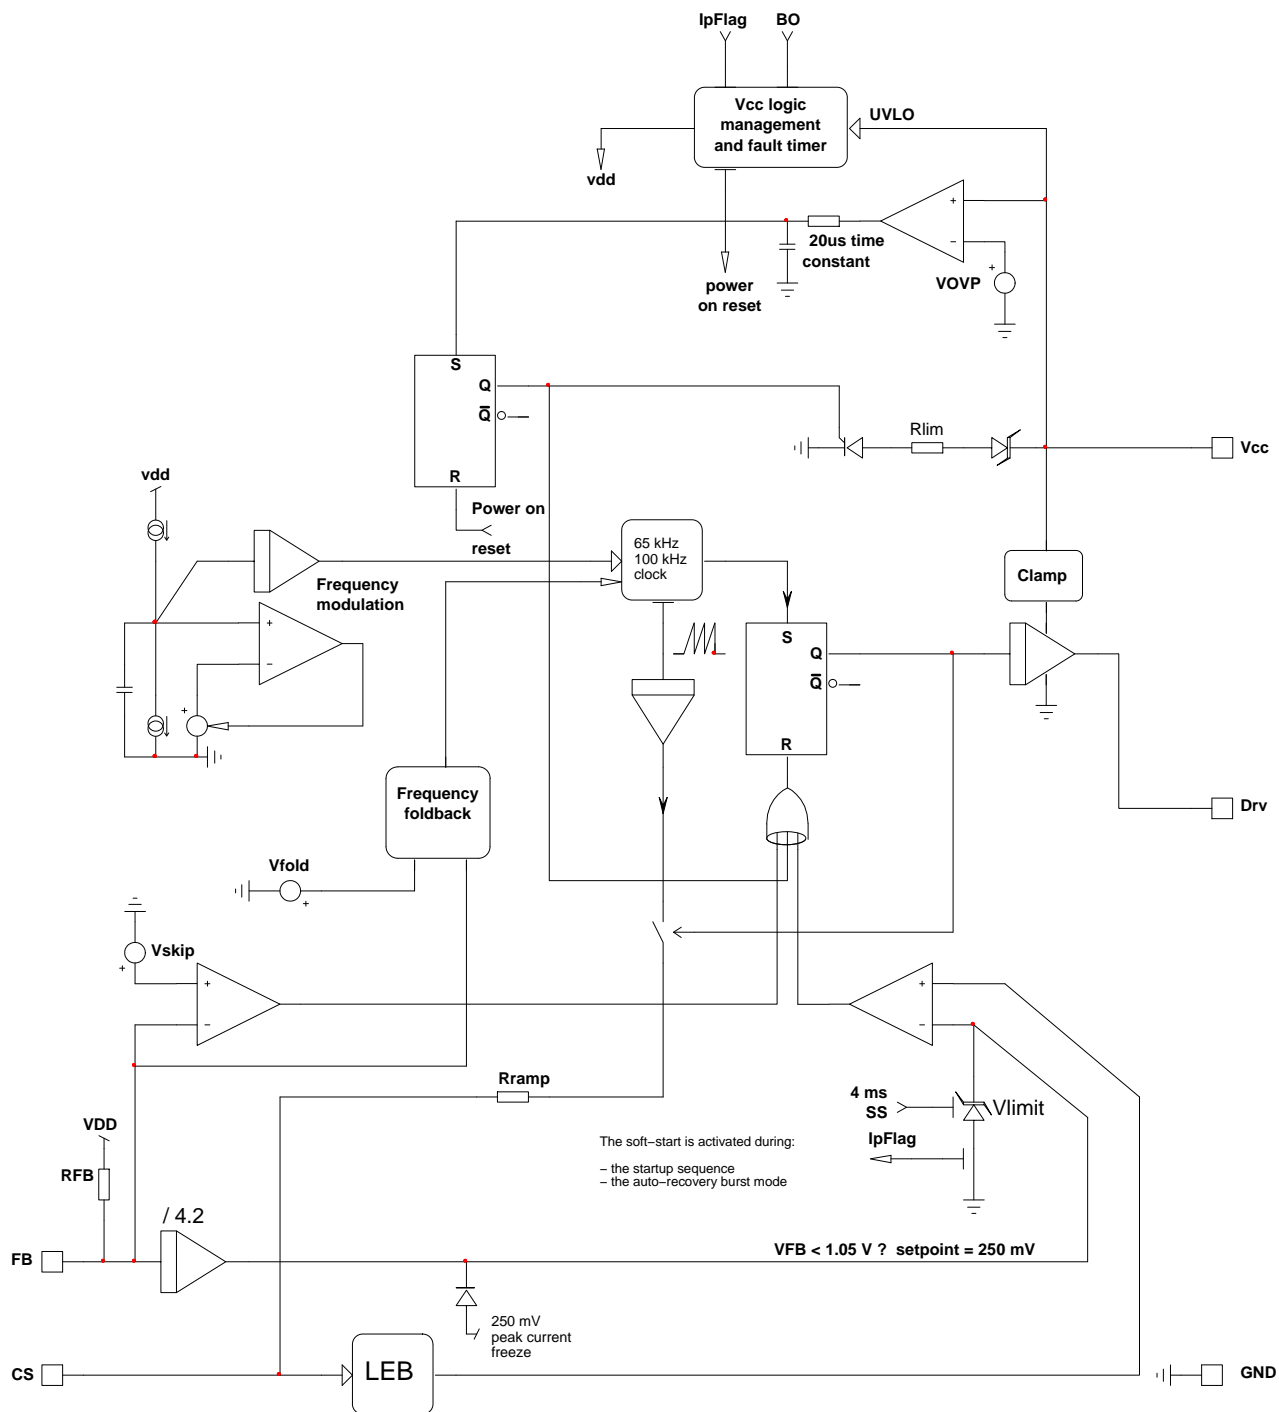 IpFlag
BO
Vcc logic
management
and fault timer
UVLO
vdd
+
−
20us time
constant
VOVP
+
power
on reset
S
Q
Q̅
R
Rlim
Vcc
vdd
Power on
reset
65 kHz
100 kHz
clock
Frequency
modulation
Clamp
+
−
+
S
Q
Q̅
R
Frequency
foldback
Drv
Vfold
+
Vskip
+
+
−
+
−
Rramp
4 ms
SS
Vlimit
VDD
IpFlag
The soft−start is activated during:
− the startup sequence
− the auto−recovery burst mode
RFB
/ 4.2
FB
VFB < 1.05 V ? setpoint = 250 mV
250 mV
peak current
freeze
CS
LEB
GND